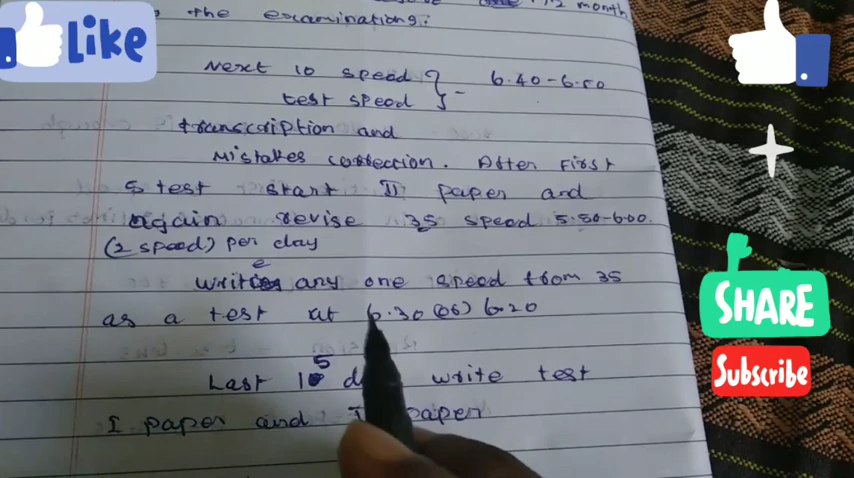 Like
the examinations:
1 1/2 month
Next 10 speed } - 6.40-6.50
test speed
transcription and
Mistakes correction. After First
5 test start II paper and
again revise 35 speed 5.50-6.00.
(2 speed) per day
write any one speed from 35
as a test at 6.30 (or) 6.20
Last 15 d write test
I paper and I paper
SHARE
Subscribe